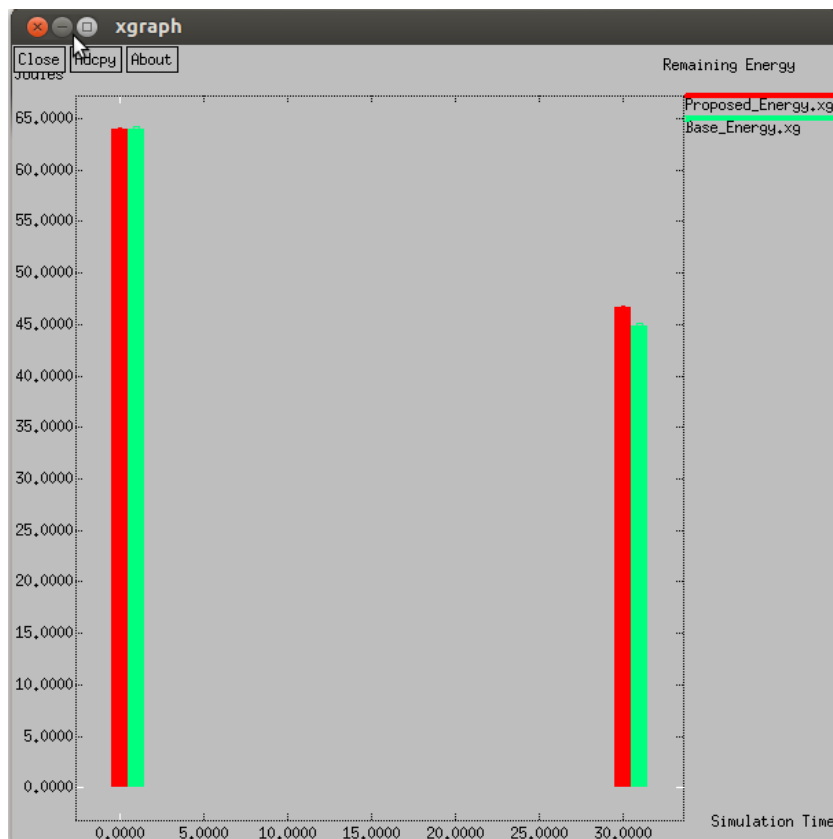 xgraph
Close Hdcpy About
Joules
Remaining Energy
65.0000
60.0000
55.0000
50.0000
45.0000
40.0000
35.0000
30.0000
25.0000
20.0000
15.0000
10.0000
5.0000
0.0000
Proposed_Energy.xg
Base_Energy.xg
0.0000 5.0000 10.0000 15.0000 20.0000 25.0000 30.0000
Simulation Time